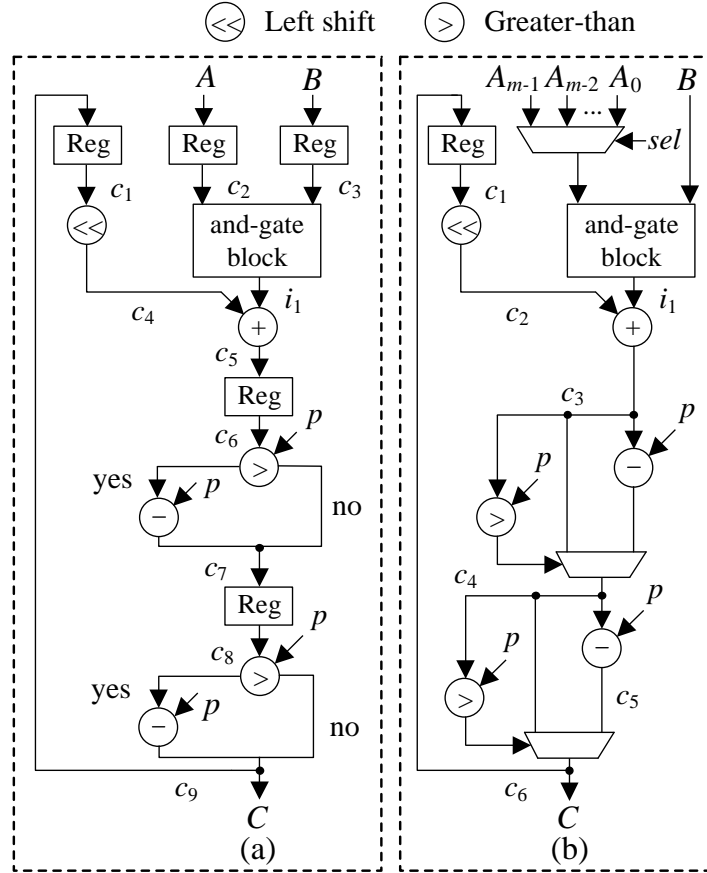 << Left shift > Greater-than
A B
Reg Reg Reg
c1 c2 c3
<< and-gate block
c4 i1
+
c5
Reg
c6 p
yes > p
− no
c7
Reg
c8 p
yes > p
− no
c9
C
(a)
Am-1 Am-2 ... A0 B
Reg sel
c1
<< and-gate block
c2 i1
+
c3 p
p −
>
c4 p
p −
> c5
c6
C
(b)